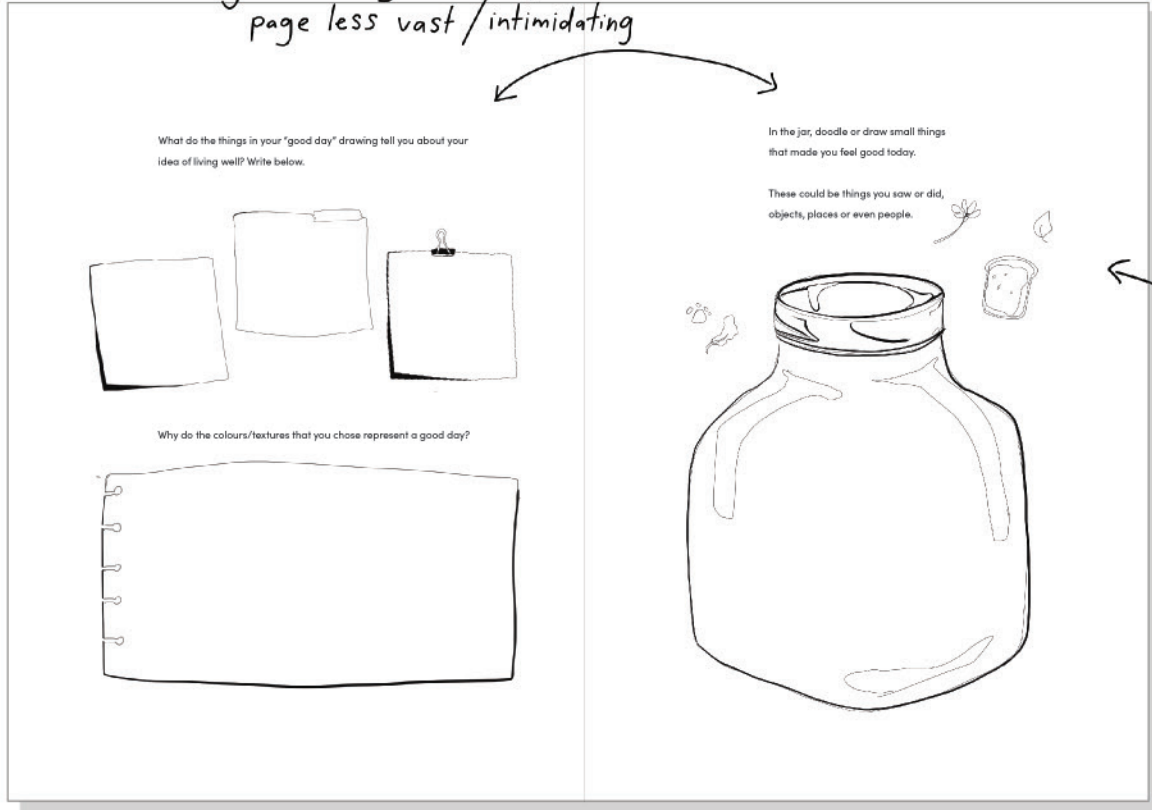 page less vast / intimidating
What do the things in your "good day" drawing tell you about your
idea of living well? Write below.
Why do the colours/textures that you chose represent a good day?
In the jar, doodle or draw small things
that made you feel good today.
These could be things you saw or did,
objects, places or even people.